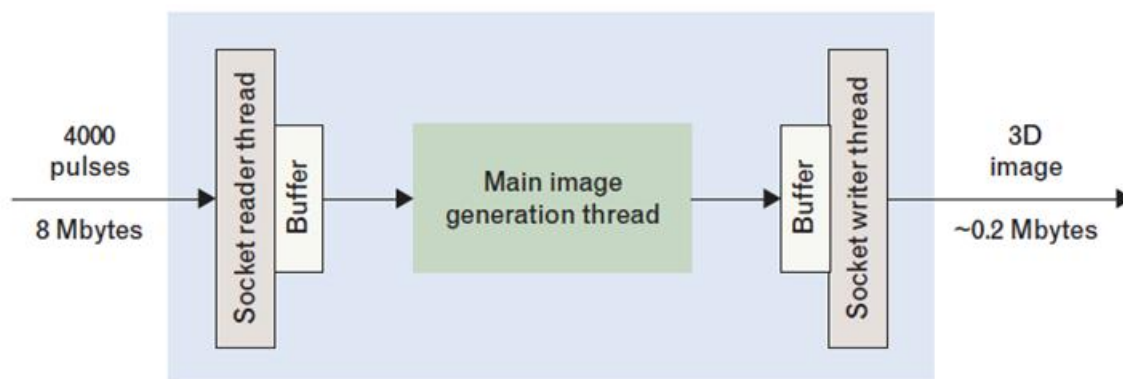 4000
pulses
8 Mbytes
Socket reader thread
Buffer
Main image
generation thread
Buffer
Socket writer thread
3D
image
~0.2 Mbytes